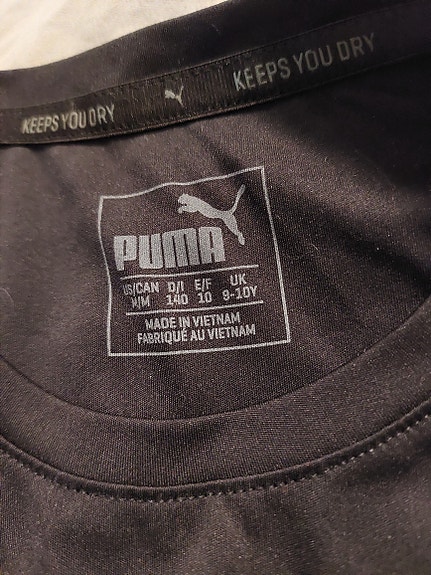 KEEPS YOU DRY
KEEPS YOU DRY
PUMA
US/CAN D/I E/F UK
M/M 140 10 9-10Y
MADE IN VIETNAM
FABRIQUÉ AU VIETNAM